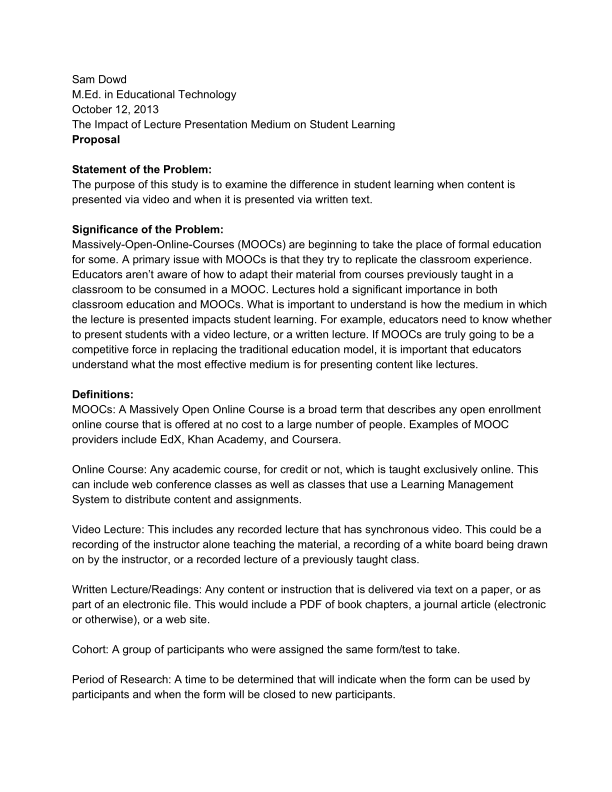 Sam Dowd
M.Ed. in Educational Technology
October 12, 2013
The Impact of Lecture Presentation Medium on Student Learning
Proposal
Statement of the Problem:
The purpose of this study is to examine the difference in student learning when content is
presented via video and when it is presented via written text.
Significance of the Problem:
Massively-Open-Online-Courses (MOOCs) are beginning to take the place of formal education
for some. A primary issue with MOOCs is that they try to replicate the classroom experience.
Educators aren’t aware of how to adapt their material from courses previously taught in a
classroom to be consumed in a MOOC. Lectures hold a significant importance in both
classroom education and MOOCs. What is important to understand is how the medium in which
the lecture is presented impacts student learning. For example, educators need to know whether
to present students with a video lecture, or a written lecture. If MOOCs are truly going to be a
competitive force in replacing the traditional education model, it is important that educators
understand what the most effective medium is for presenting content like lectures.
Definitions:
MOOCs: A Massively Open Online Course is a broad term that describes any open enrollment
online course that is offered at no cost to a large number of people. Examples of MOOC
providers include EdX, Khan Academy, and Coursera.
Online Course: Any academic course, for credit or not, which is taught exclusively online. This
can include web conference classes as well as classes that use a Learning Management
System to distribute content and assignments.
Video Lecture: This includes any recorded lecture that has synchronous video. This could be a
recording of the instructor alone teaching the material, a recording of a white board being drawn
on by the instructor, or a recorded lecture of a previously taught class.
Written Lecture/Readings: Any content or instruction that is delivered via text on a paper, or as
part of an electronic file. This would include a PDF of book chapters, a journal article (electronic
or otherwise), or a web site.
Cohort: A group of participants who were assigned the same form/test to take.
Period of Research: A time to be determined that will indicate when the form can be used by
participants and when the form will be closed to new participants.